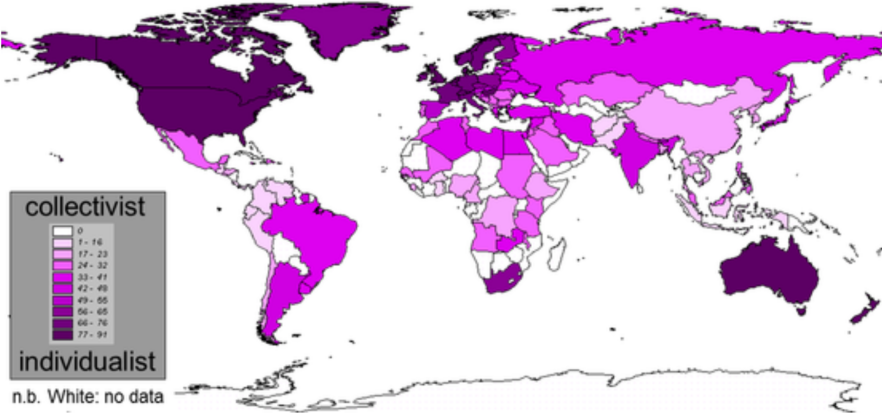 collectivist
0
1 - 16
17 - 23
24 - 32
33 - 41
42 - 48
49 - 55
56 - 65
66 - 76
77 - 91
individualist
n.b. White: no data